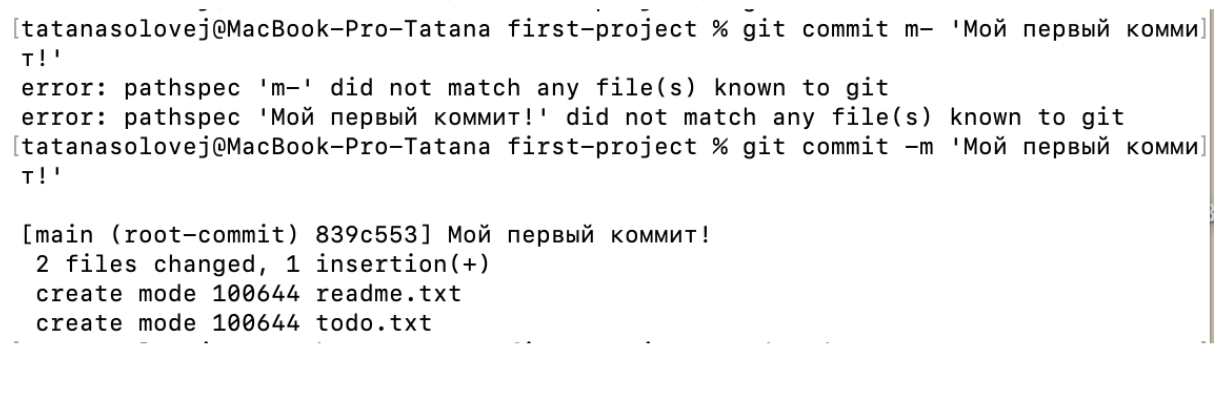 [tatanasolovej@MacBook-Pro-Tatana first-project % git commit m- 'Мой первый комми]
т!'
error: pathspec 'm-' did not match any file(s) known to git
error: pathspec 'Мой первый коммит!' did not match any file(s) known to git
[tatanasolovej@MacBook-Pro-Tatana first-project % git commit -m 'Мой первый комми]
т!'
[main (root-commit) 839c553] Мой первый коммит!
2 files changed, 1 insertion(+)
create mode 100644 readme.txt
create mode 100644 todo.txt